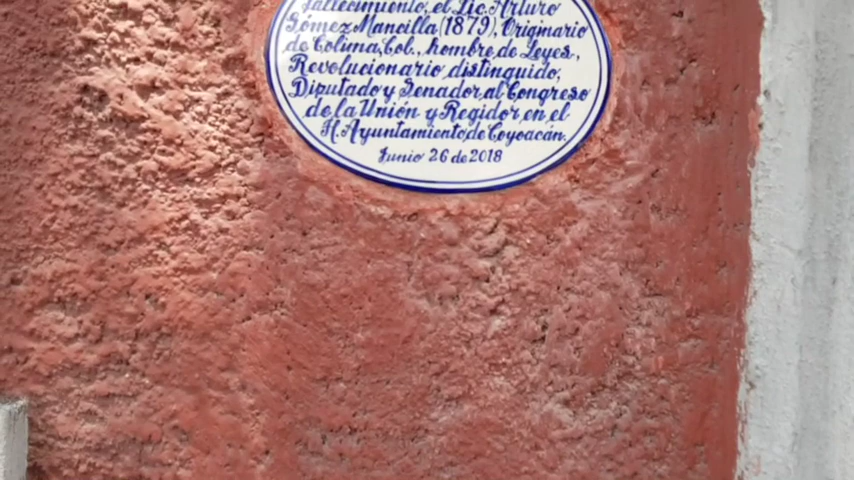 fallecimiento, el Lic. Arturo
Gómez Mancilla (1879), Originario
de Colima, Col., hombre de Leyes,
Revolucionario distinguido,
Diputado y Senador al Congreso
de la Unión y Regidor en el
H. Ayuntamiento de Coyoacán.
Junio 26 de 2018